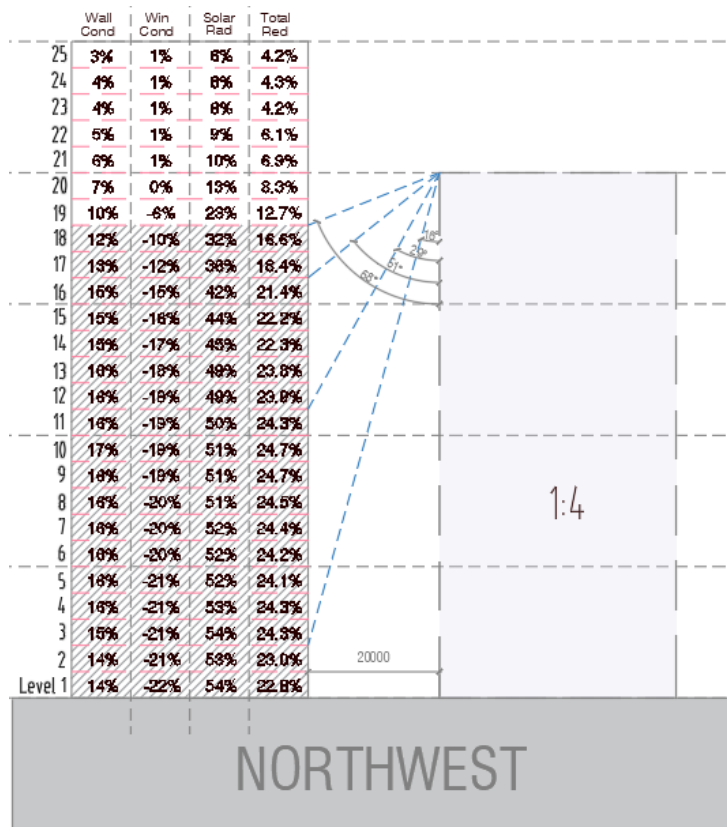 Wall Cond Win Cond Solar Rad Total Red
25 3% 1% 6% 4.2%
24 4% 1% 6% 4.3%
23 4% 1% 6% 4.2%
22 5% 1% 9% 6.1%
21 6% 1% 10% 6.9%
20 7% 0% 13% 8.3%
19 10% -6% 23% 12.7%
18 12% -10% 32% 16.6%
17 13% -12% 36% 18.4%
16 15% -15% 42% 21.4%
15 15% -16% 44% 22.2%
14 15% -17% 45% 22.3%
13 16% -18% 49% 23.8%
12 16% -19% 49% 23.9%
11 16% -19% 50% 24.3%
10 17% -19% 51% 24.7%
9 16% -19% 51% 24.7%
8 16% -20% 51% 24.5%
7 16% -20% 52% 24.4%
6 16% -20% 52% 24.2%
5 16% -21% 52% 24.1%
4 16% -21% 53% 24.3%
3 15% -21% 54% 24.3%
2 14% -21% 53% 23.0%
Level 1 14% -22% 54% 22.8%
16°
29°
51°
68°
1:4
20000
NORTHWEST